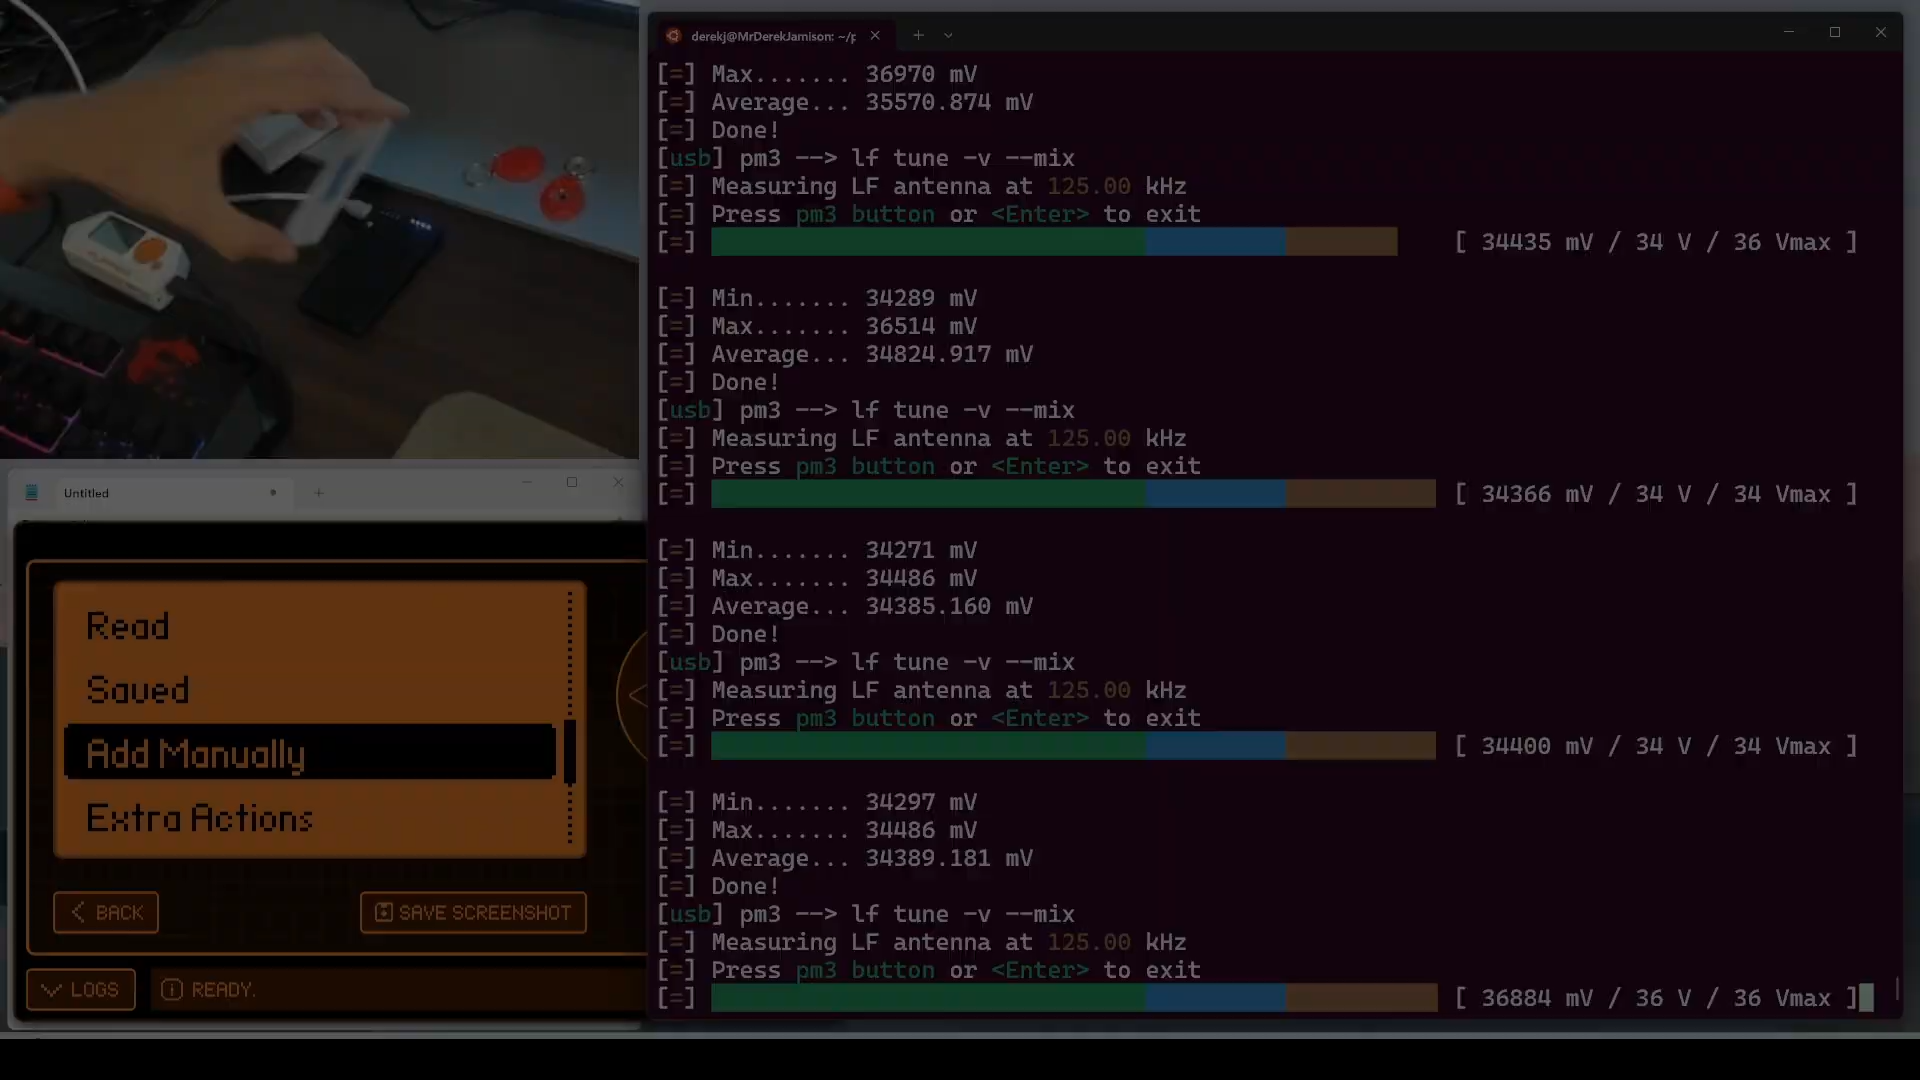 derekj@MrDerekJamison: ~/p
[=] Max....... 36970 mV
[=] Average... 35570.874 mV
[=] Done!
[usb] pm3 --> lf tune -v --mix
[=] Measuring LF antenna at 125.00 kHz
[=] Press pm3 button or <Enter> to exit
[=] [ 34435 mV / 34 V / 36 Vmax ]
[=] Min....... 34289 mV
[=] Max....... 36514 mV
[=] Average... 34824.917 mV
[=] Done!
[usb] pm3 --> lf tune -v --mix
[=] Measuring LF antenna at 125.00 kHz
[=] Press pm3 button or <Enter> to exit
[=] [ 34366 mV / 34 V / 34 Vmax ]
[=] Min....... 34271 mV
[=] Max....... 34486 mV
[=] Average... 34385.160 mV
[=] Done!
[usb] pm3 --> lf tune -v --mix
[=] Measuring LF antenna at 125.00 kHz
[=] Press pm3 button or <Enter> to exit
[=] [ 34400 mV / 34 V / 34 Vmax ]
[=] Min....... 34297 mV
[=] Max....... 34486 mV
[=] Average... 34389.181 mV
[=] Done!
[usb] pm3 --> lf tune -v --mix
[=] Measuring LF antenna at 125.00 kHz
[=] Press pm3 button or <Enter> to exit
[=] [ 36884 mV / 36 V / 36 Vmax ]
Untitled
Read
Saved
Add Manually
Extra Actions
BACK
SAVE SCREENSHOT
LOGS
READY.